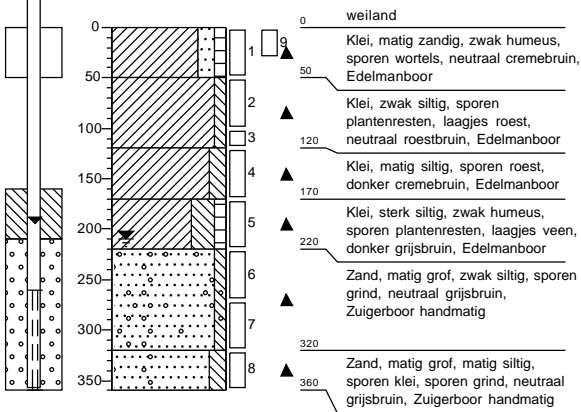 0
50
100
150
200
250
300
350
1
2
3
4
5
6
7
8
9
0
weiland
Klei, matig zandig, zwak humeus,
sporen wortels, neutraal cremebruin,
Edelmanboor
50
Klei, zwak siltig, sporen
plantenresten, laagjes roest,
neutraal roestbruin, Edelmanboor
120
Klei, matig siltig, sporen roest,
donker cremebruin, Edelmanboor
170
Klei, sterk siltig, zwak humeus,
sporen plantenresten, laagjes veen,
donker grijsbruin, Edelmanboor
220
Zand, matig grof, zwak siltig, sporen
grind, neutraal grijsbruin,
Zuigerboor handmatig
320
Zand, matig grof, matig siltig,
sporen klei, sporen grind, neutraal
grijsbruin, Zuigerboor handmatig
360